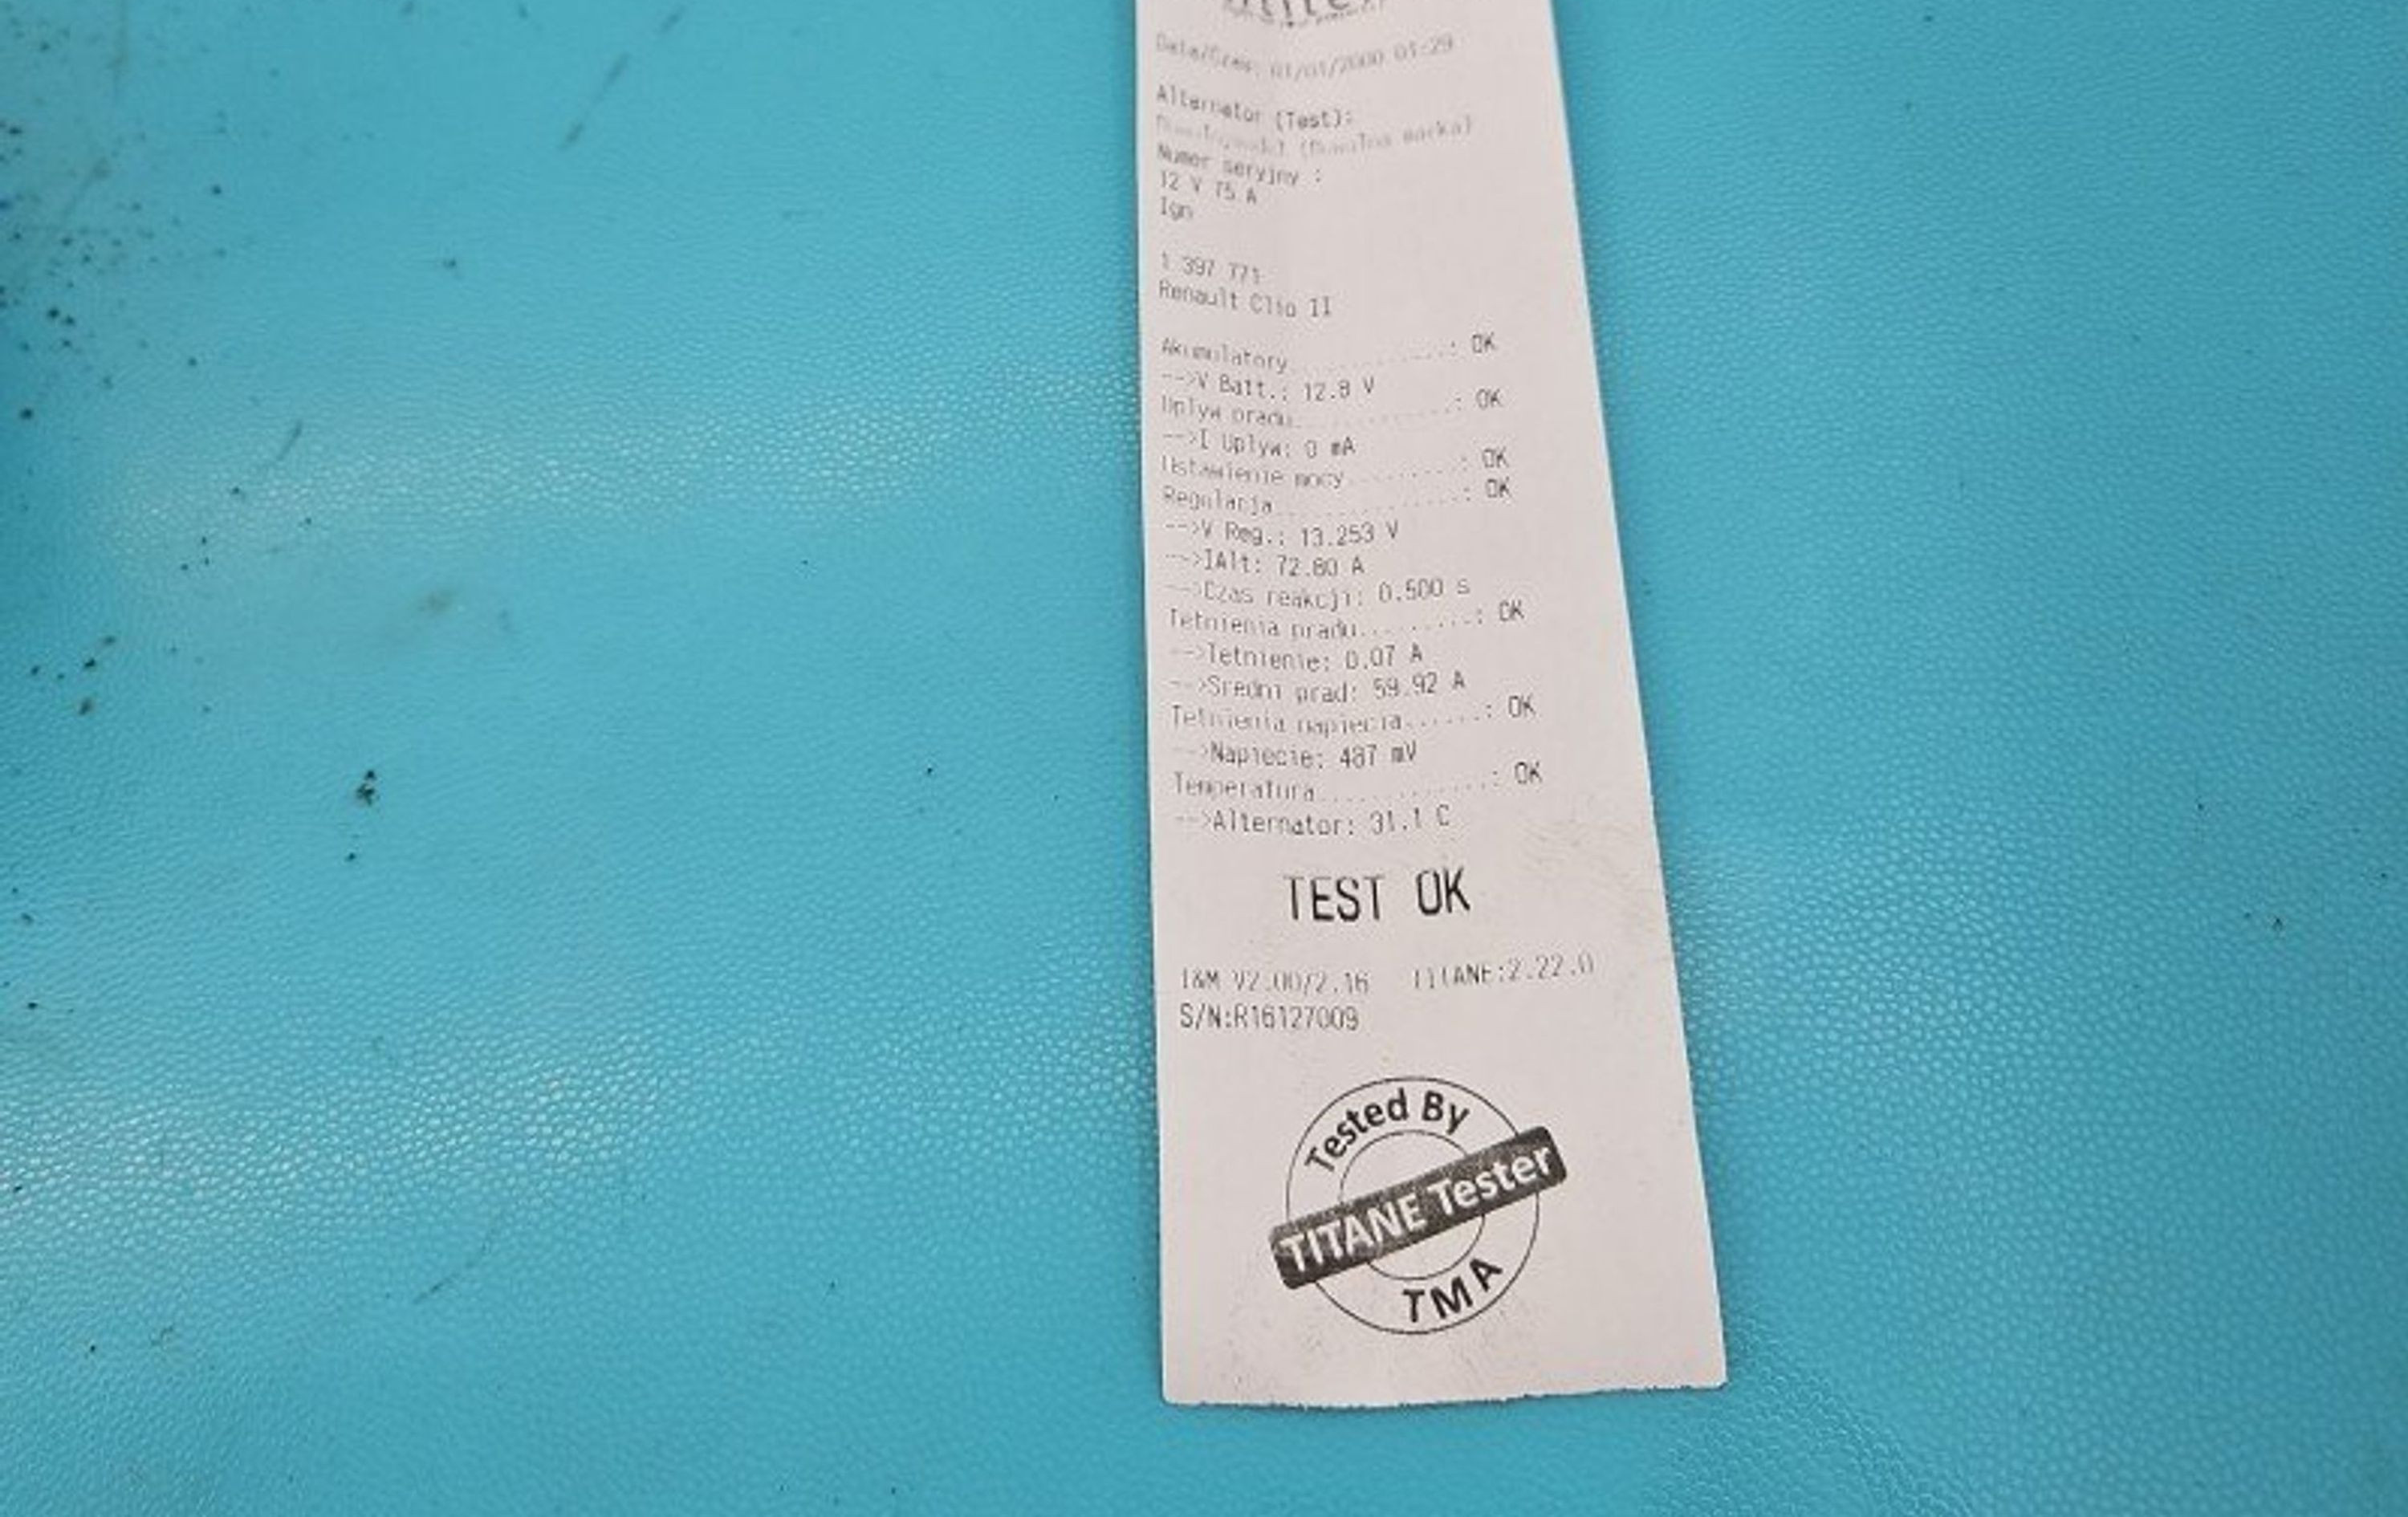 Data/Czas: 01/01/2000 01:29
Alternator (Test):
(Dowolna marka)
Numer seryjny :
12 V 75 A
Ign
1 397 771
Renault Clio II
Akumulatory..............: OK
-->V Batt.: 12.8 V
Uplyw pradu..............: OK
-->I Uplyw: 0 mA
Ustawienie mocy.........: OK
Regulacja................: OK
-->V Reg.: 13.253 V
-->IAlt: 72.80 A
-->Czas reakcji: 0.500 s
Tetnienia pradu.........: OK
-->Tetnienie: 0.07 A
-->Sredni prad: 59.92 A
Tetnienia napiecia......: OK
-->Napiecie: 487 mV
Temperatura.............: OK
-->Alternator: 31.1 C
TEST OK
I&M V2.00/2.16 TITANE:2.22.0
S/N:R16127009
Tested By
TITANE Tester
TMA